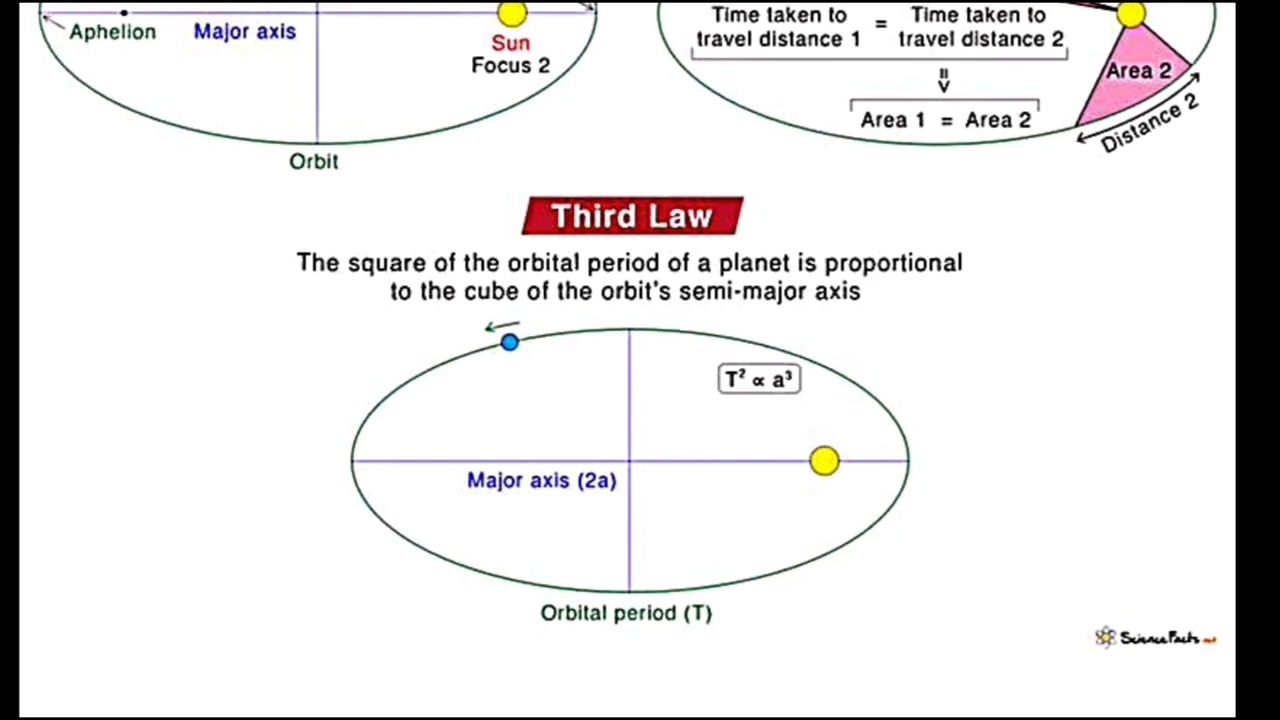 Aphelion
Major axis
Sun
Focus 2
Orbit
Time taken to = Time taken to
travel distance 1 travel distance 2
Area 1 = Area 2
Area 2
Distance 2
Third Law
The square of the orbital period of a planet is proportional
to the cube of the orbit's semi-major axis
T² ∝ a³
Major axis (2a)
Orbital period (T)
ScienceFacts